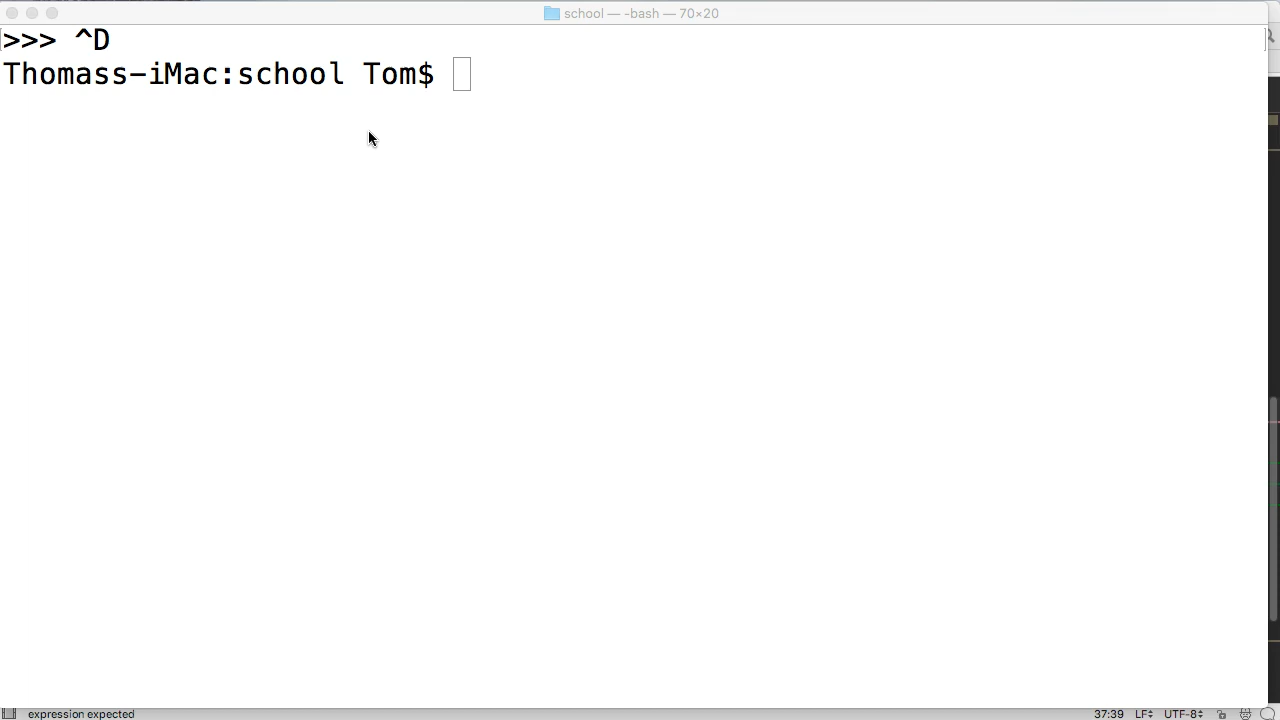 school — -bash — 70×20
>>> ^D
Thomass-iMac:school Tom$
expression expected
37:39 LF UTF-8